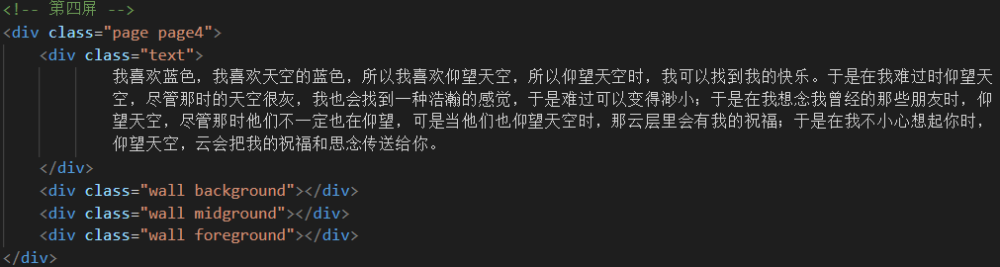 <!-- 第四屏 -->
<div class="page page4">
<div class="text">
我喜欢蓝色，我喜欢天空的蓝色，所以我喜欢仰望天空，所以仰望天空时，我可以找到我的快乐。于是在我难过时仰望天
空，尽管那时的天空很灰，我也会找到一种浩瀚的感觉，于是难过可以变得渺小；于是在我想念我曾经的那些朋友时，仰
望天空，尽管那时他们不一定也在仰望，可是当他们也仰望天空时，那云层里会有我的祝福；于是在我不小心想起你时，
仰望天空，云会把我的祝福和思念传送给你。
</div>
<div class="wall background"></div>
<div class="wall midground"></div>
<div class="wall foreground"></div>
</div>